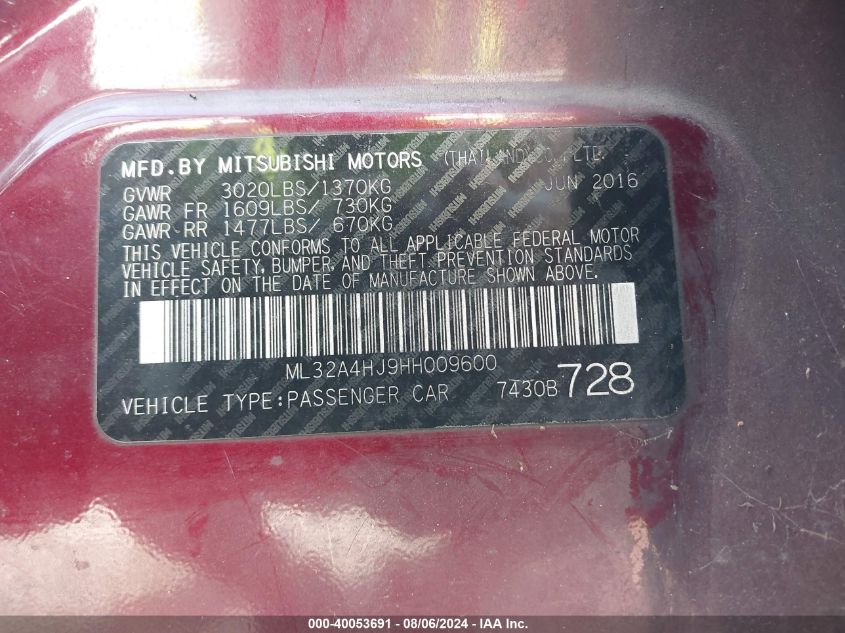 MFD.BY MITSUBISHI MOTORS (THAILAND)CO.,LTD.
GVWR 3020LBS/1370KG JUN 2016
GAWR FR 1609LBS/ 730KG
GAWR RR 1477LBS/ 670KG
THIS VEHICLE CONFORMS TO ALL APPLICABLE FEDERAL MOTOR
VEHICLE SAFETY, BUMPER, AND THEFT PREVENTION STANDARDS
IN EFFECT ON THE DATE OF MANUFACTURE SHOWN ABOVE.
ML32A4HJ9HH009600
VEHICLE TYPE:PASSENGER CAR 7430B 728
000-40053691 - 08/06/2024 - IAA Inc.